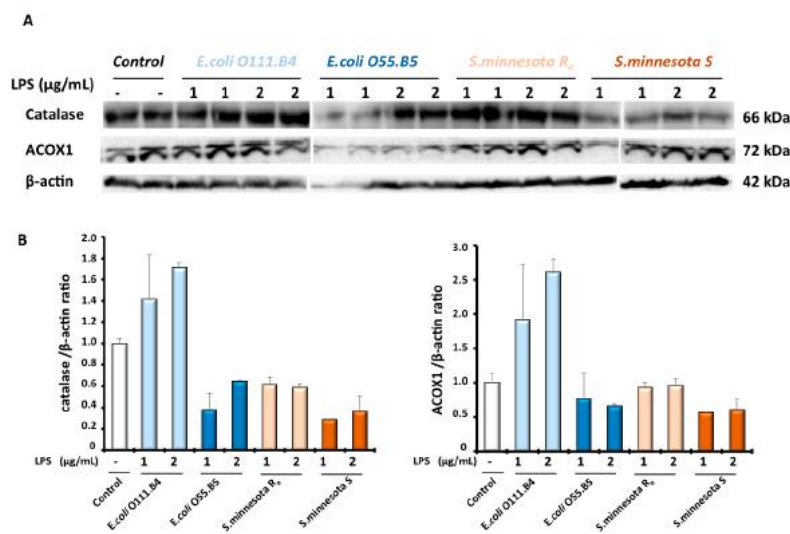 A
Control E.coli O111.B4 E.coli O55.B5 S.minnesota Re S.minnesota S
LPS (µg/mL) - - 1 1 2 2 1 1 2 2 1 1 2 2 1 1 2 2
Catalase 66 kDa
ACOX1 72 kDa
β-actin 42 kDa
B
catalase /β-actin ratio
2.0
1.8
1.6
1.4
1.2
1.0
0.8
0.6
0.4
0.2
0
LPS (µg/mL) - 1 2 1 2 1 2 1 2
Control
E.coli O111.B4
E.coli O55.B5
S.minnesota Re
S.minnesota S
ACOX1 /β-actin ratio
3.0
2.5
2.0
1.5
1.0
0.5
0.0
LPS (µg/mL) - 1 2 1 2 1 2 1 2
Control
E.coli O111.B4
E.coli O55.B5
S.minnesota Re
S.minnesota S